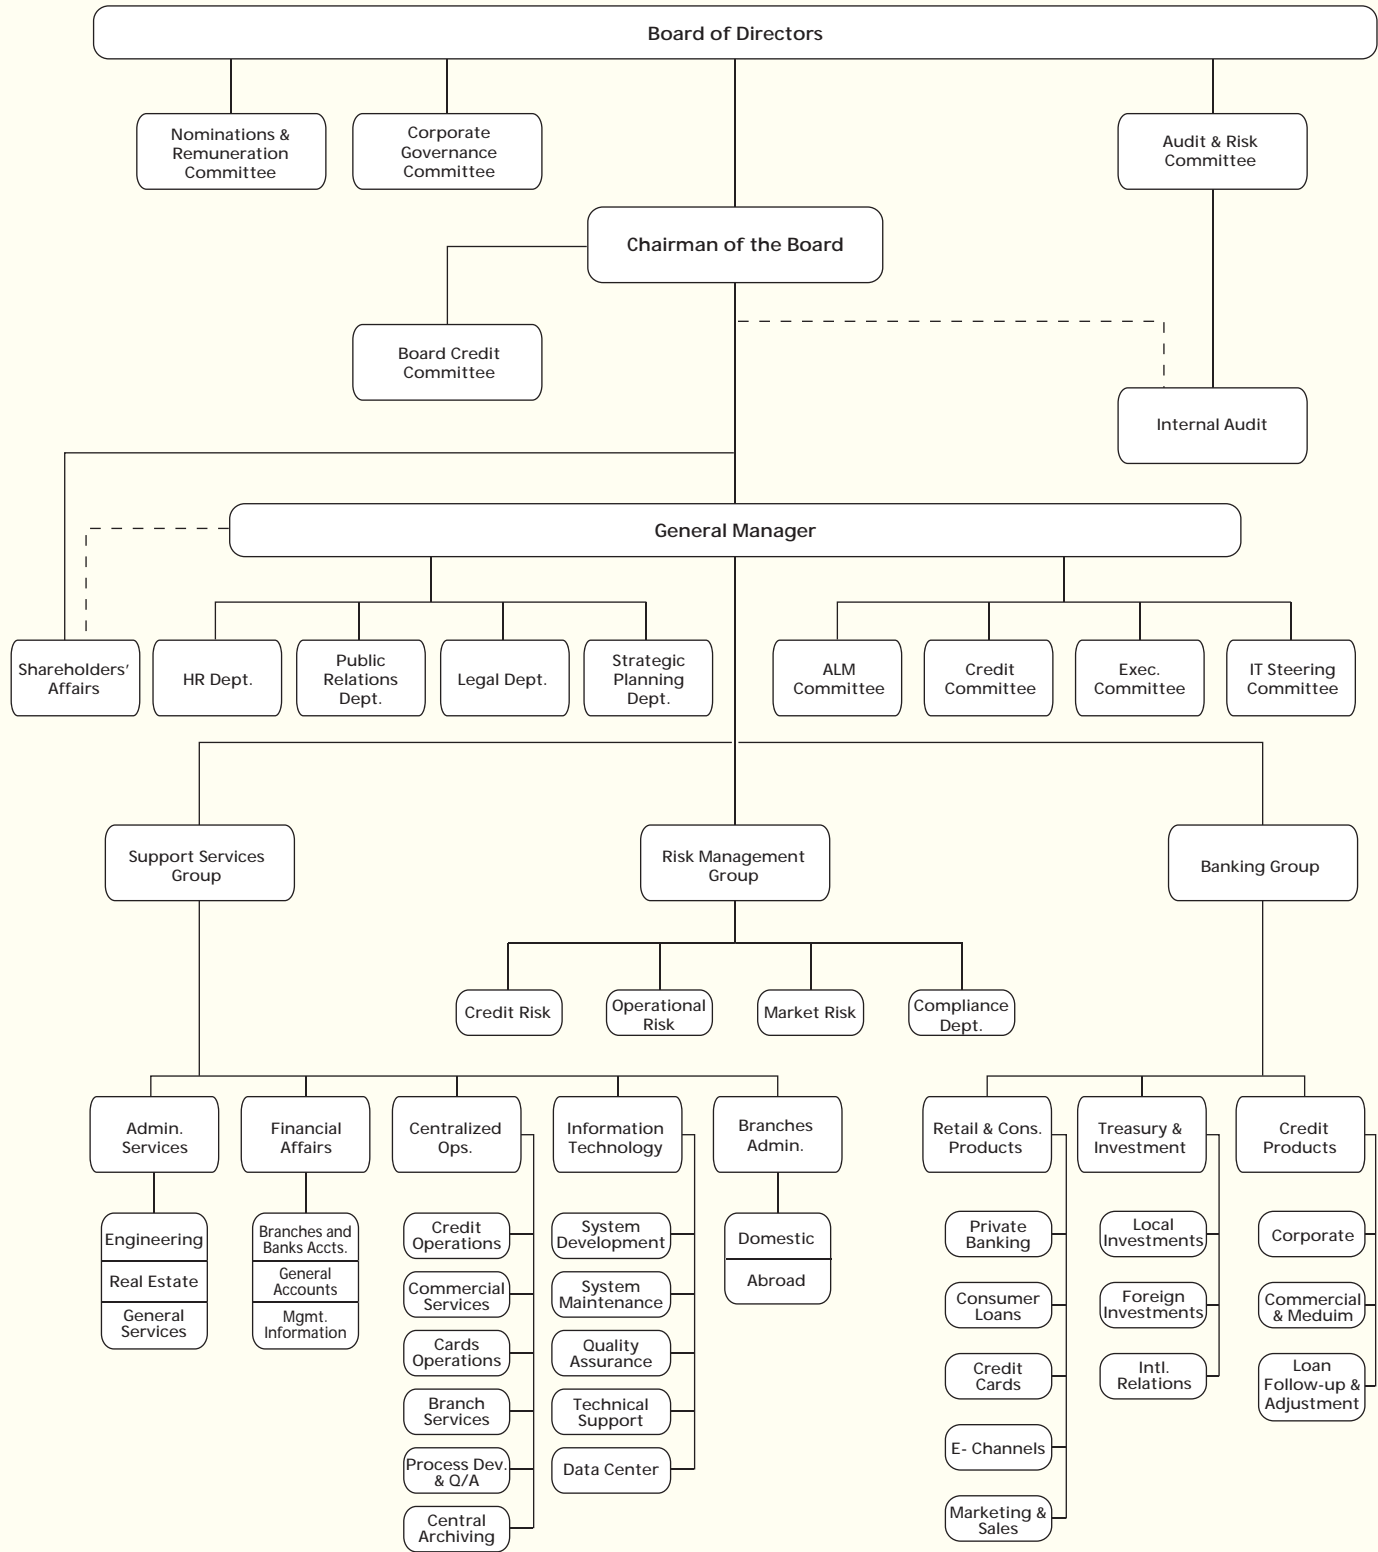 Board of Directors
Nominations &
Remuneration
Committee
Corporate
Governance
Committee
Audit & Risk
Committee
Chairman of the Board
Board Credit
Committee
Internal Audit
General Manager
Shareholders'
Affairs
HR Dept.
Public
Relations
Dept.
Legal Dept.
Strategic
Planning
Dept.
ALM
Committee
Credit
Committee
Exec.
Committee
IT Steering
Committee
Support Services
Group
Risk Management
Group
Banking Group
Credit Risk
Operational
Risk
Market Risk
Compliance
Dept.
Admin.
Services
Financial
Affairs
Centralized
Ops.
Information
Technology
Branches
Admin.
Retail & Cons.
Products
Treasury &
Investment
Credit
Products
Engineering
Real Estate
General
Services
Branches and
Banks Accts.
General
Accounts
Mgmt.
Information
Credit
Operations
Commercial
Services
Cards
Operations
Branch
Services
Process Dev.
& Q/A
Central
Archiving
System
Development
System
Maintenance
Quality
Assurance
Technical
Support
Data Center
Domestic
Abroad
Private
Banking
Consumer
Loans
Credit
Cards
E- Channels
Marketing &
Sales
Local
Investments
Foreign
Investments
Intl.
Relations
Corporate
Commercial
& Meduim
Loan
Follow-up &
Adjustment